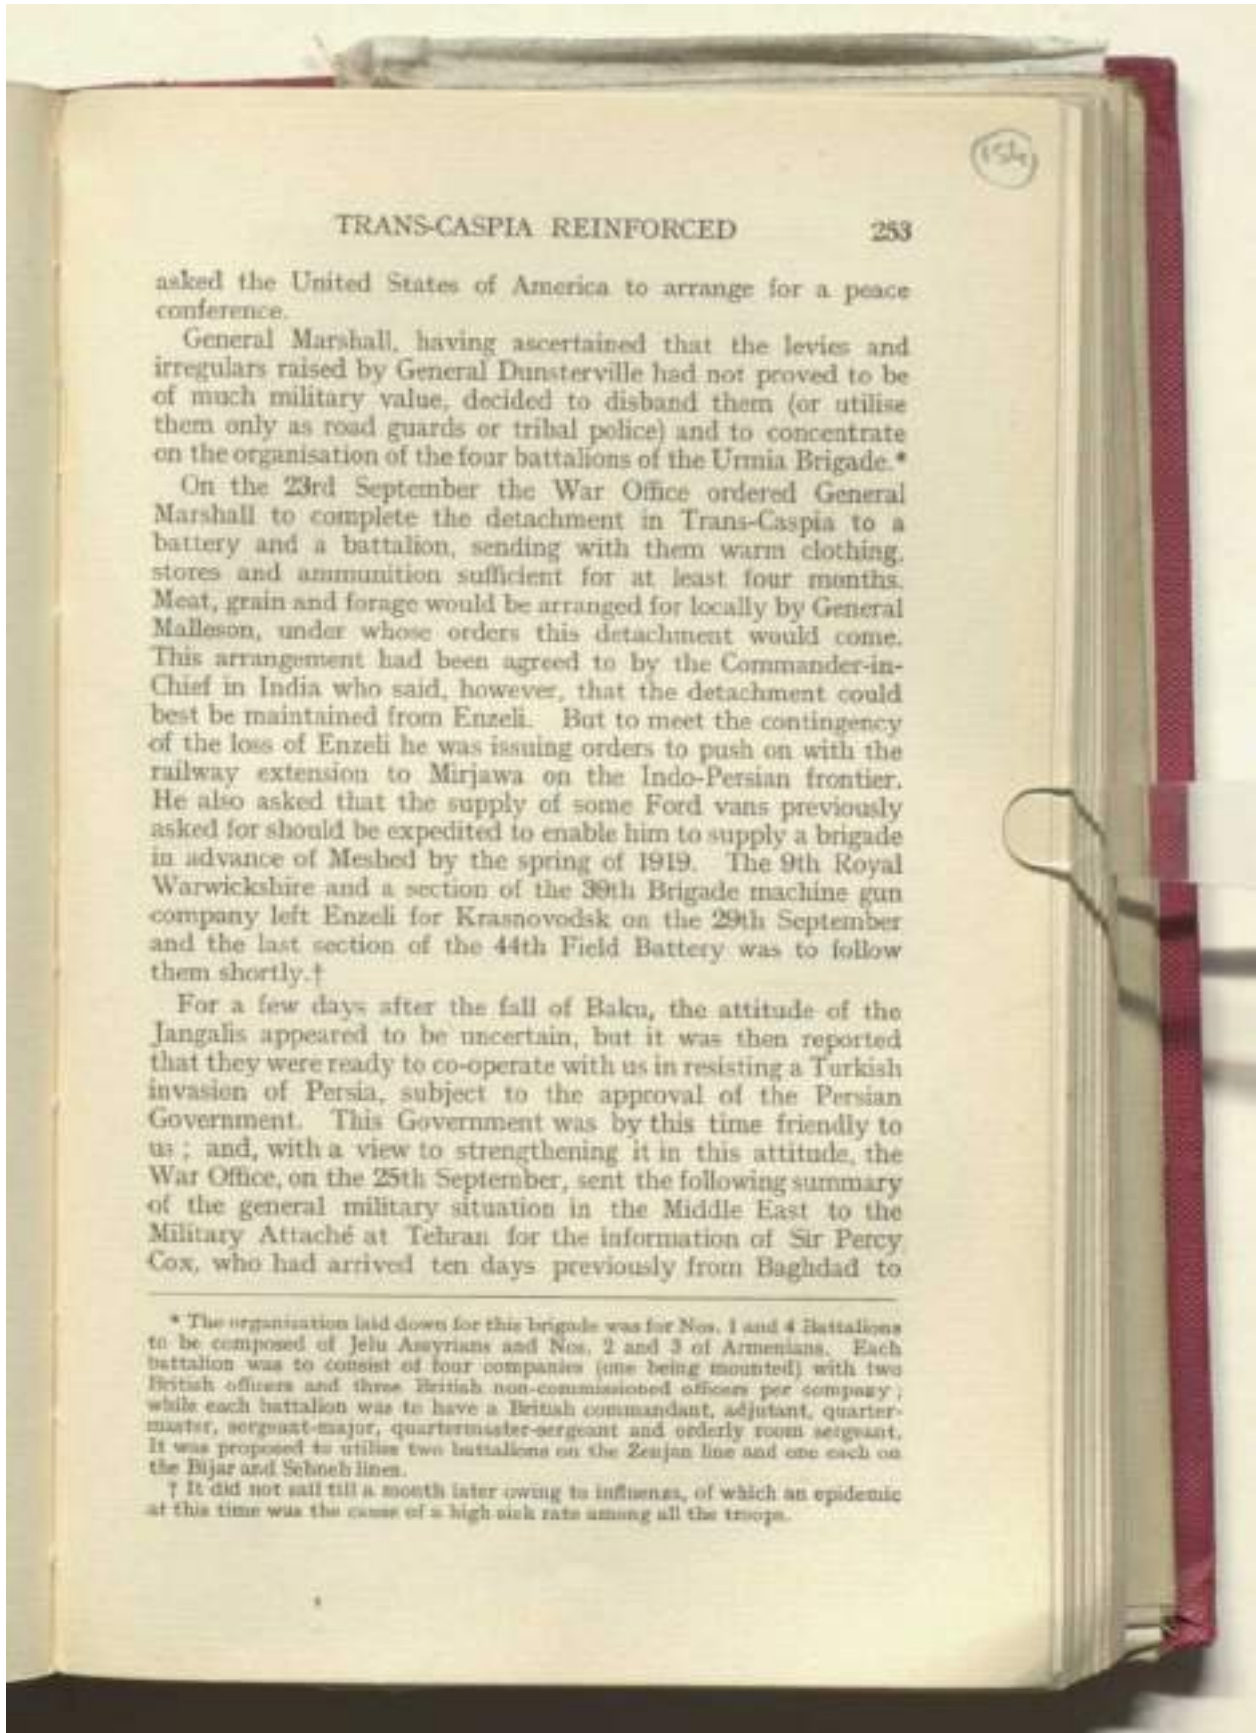 154
TRANS-CASPIA REINFORCED 253
asked the United States of America to arrange for a peace
conference.
General Marshall, having ascertained that the levies and
irregulars raised by General Dunsterville had not proved to be
of much military value, decided to disband them (or utilise
them only as road guards or tribal police) and to concentrate
on the organisation of the four battalions of the Urmia Brigade.*
On the 23rd September the War Office ordered General
Marshall to complete the detachment in Trans-Caspia to a
battery and a battalion, sending with them warm clothing,
stores and ammunition sufficient for at least four months.
Meat, grain and forage would be arranged for locally by General
Malleson, under whose orders this detachment would come.
This arrangement had been agreed to by the Commander-in-
Chief in India who said, however, that the detachment could
best be maintained from Enzeli. But to meet the contingency
of the loss of Enzeli he was issuing orders to push on with the
railway extension to Mirjawa on the Indo-Persian frontier.
He also asked that the supply of some Ford vans previously
asked for should be expedited to enable him to supply a brigade
in advance of Meshed by the spring of 1919. The 9th Royal
Warwickshire and a section of the 39th Brigade machine gun
company left Enzeli for Krasnovodsk on the 29th September
and the last section of the 44th Field Battery was to follow
them shortly.†
For a few days after the fall of Baku, the attitude of the
Jangalis appeared to be uncertain, but it was then reported
that they were ready to co-operate with us in resisting a Turkish
invasion of Persia, subject to the approval of the Persian
Government. This Government was by this time friendly to
us ; and, with a view to strengthening it in this attitude, the
War Office, on the 25th September, sent the following summary
of the general military situation in the Middle East to the
Military Attaché at Tehran for the information of Sir Percy
Cox, who had arrived ten days previously from Baghdad to
* The organisation laid down for this brigade was for Nos. 1 and 4 Battalions
to be composed of Jelu Assyrians and Nos. 2 and 3 of Armenians. Each
battalion was to consist of four companies (one being mounted) with two
British officers and three British non-commissioned officers per company ;
while each battalion was to have a British commandant, adjutant, quarter-
master, sergeant-major, quartermaster-sergeant and orderly room sergeant.
It was proposed to utilise two battalions on the Zenjan line and one each on
the Bijar and Sehneh lines.
† It did not sail till a month later owing to influenza, of which an epidemic
at this time was the cause of a high sick rate among all the troops.